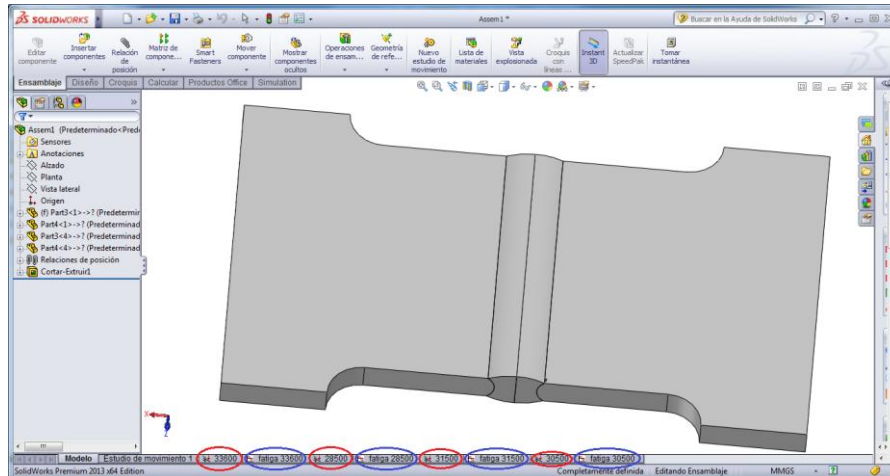 SOLIDWORKS
Assem1 *
Buscar en la Ayuda de SolidWorks
Editar componente
Insertar componentes
Relación de posición
Matriz de compone...
Smart Fasteners
Mover componente
Mostrar componentes ocultos
Operaciones de ensam...
Geometría de refe...
Nuevo estudio de movimiento
Lista de materiales
Vista explosionada
Croquis con líneas ...
Instant 3D
Actualizar SpeedPak
Tomar instantánea
Ensamblaje Diseño Croquis Calcular Productos Office Simulation
Assem1 (Predeterminado<Pred
Sensores
Anotaciones
Alzado
Planta
Vista lateral
Origen
(f) Part3<1>->? (Predetermin
Part4<1>->? (Predeterminad
Part3<4>->? (Predeterminad
Part4<4>->? (Predeterminad
Relaciones de posición
Cortar-Extruir1
Modelo Estudio de movimiento 1 33600 fatiga 33600 28500 fatiga 28500 31500 fatiga 31500 30500 fatiga 30500
SolidWorks Premium 2013 x64 Edition Completamente definida Editando Ensamblaje MMGS